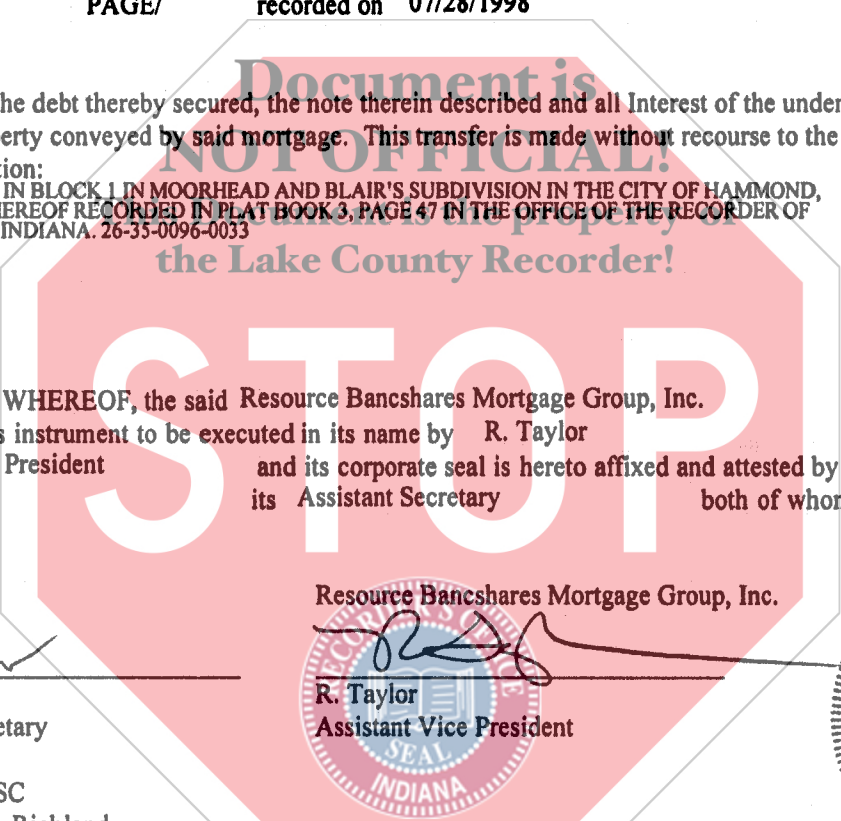 PAGE/ recorded on 07/28/1998
Document is
he debt thereby secured, the note therein described and all Interest of the under
erty conveyed by said mortgage. This transfer is made without recourse to the
NOT OFFICIAL!
tion:
IN BLOCK 1 IN MOORHEAD AND BLAIR'S SUBDIVISION IN THE CITY OF HAMMOND,
EREOF RECORDED IN PLAT BOOK 3, PAGE 47 IN THE OFFICE OF THE RECORDER OF
This Document is the property of
INDIANA. 26-35-0096-0033
the Lake County Recorder!
STOP
WHEREOF, the said Resource Bancshares Mortgage Group, Inc.
s instrument to be executed in its name by R. Taylor
President and its corporate seal is hereto affixed and attested by
its Assistant Secretary both of whom
Resource Bancshares Mortgage Group, Inc.
RECORDER'S OFFICE
R. Taylor
etary Assistant Vice President
SEAL
SC
INDIANA
Richland